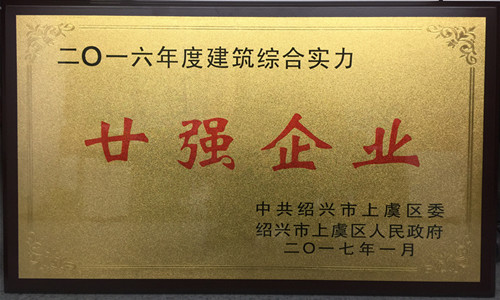 二〇一六年度建筑综合实力
廿强企业
中共绍兴市上虞区委
绍兴市上虞区人民政府
二〇一七年一月